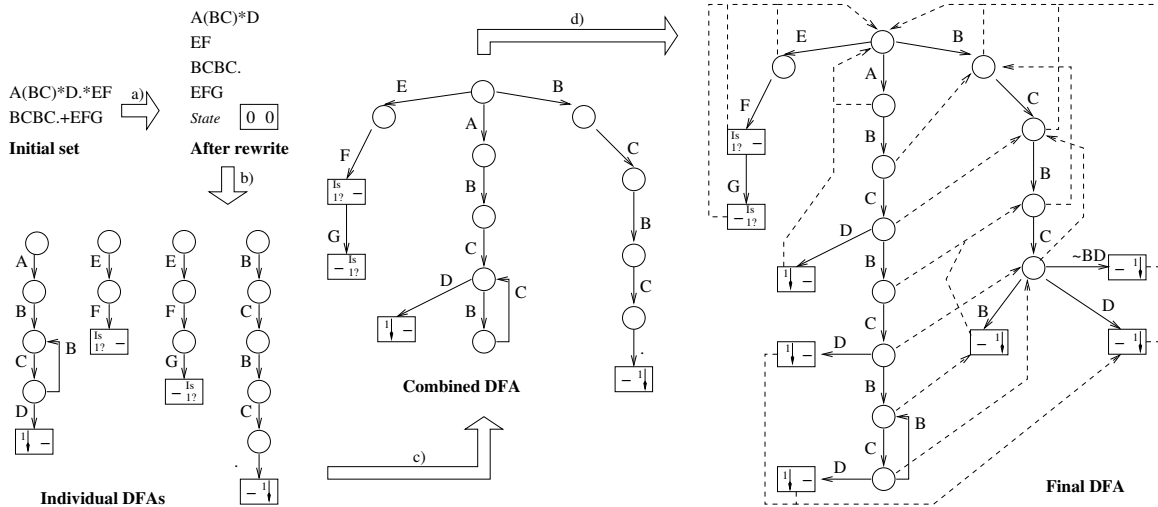 A(BC)*D
EF
BCBC.
EFG
State 0 0
After rewrite
A(BC)*D.*EF
BCBC.+EFG
Initial set
a)
b)
A
B
C
B
D
1 –
E
F
Is 1? –
E
F
G
– Is 1?
B
C
B
C
.
– 1
Individual DFAs
c)
E
B
A
F
C
Is 1? –
B
G
B
– Is 1?
C
D
C
B
C
1 –
.
– 1
Combined DFA
d)
E
B
A
F
C
Is 1? –
B
G
B
– Is 1?
C
D
C
1 –
B
~BD
– 1
B
D
C
1 –
D
– 1
– 1
B
B
C
1 –
D
Final DFA